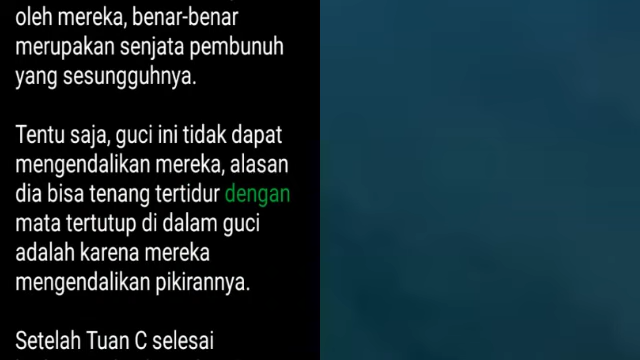 oleh mereka, benar-benar
merupakan senjata pembunuh
yang sesungguhnya.
Tentu saja, guci ini tidak dapat
mengendalikan mereka, alasan
dia bisa tenang tertidur dengan
mata tertutup di dalam guci
adalah karena mereka
mengendalikan pikirannya.
Setelah Tuan C selesai